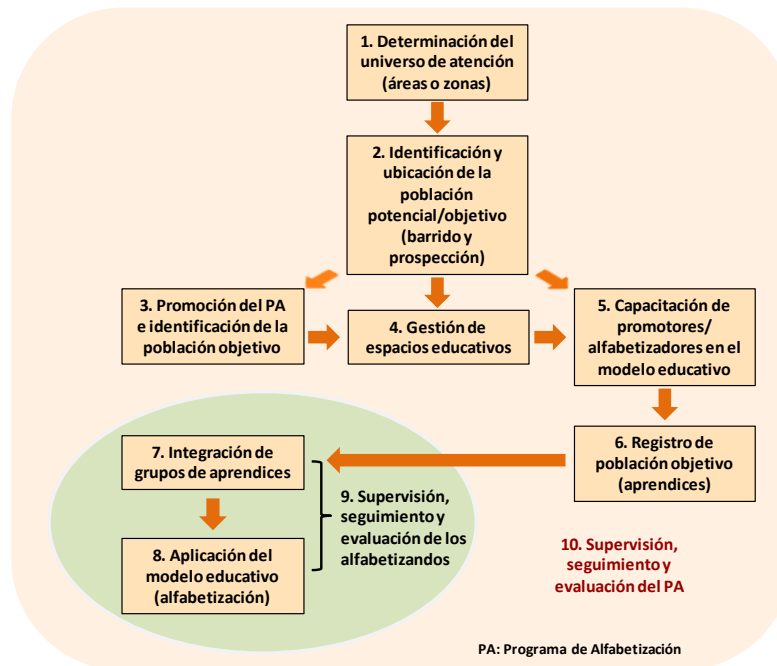 1. Determinación del
universo de atención
(áreas o zonas)
2. Identificación y
ubicación de la
población
potencial/objetivo
(barrido y
prospección)
3. Promoción del PA
e identificación de la
población objetivo
4. Gestión de
espacios educativos
5. Capacitación de
promotores/
alfabetizadores en el
modelo educativo
6. Registro de
población objetivo
(aprendices)
7. Integración de
grupos de aprendices
8. Aplicación del
modelo educativo
(alfabetización)
9. Supervisión,
seguimiento y
evaluación de los
alfabetizandos
10. Supervisión,
seguimiento y
evaluación del PA
PA: Programa de Alfabetización